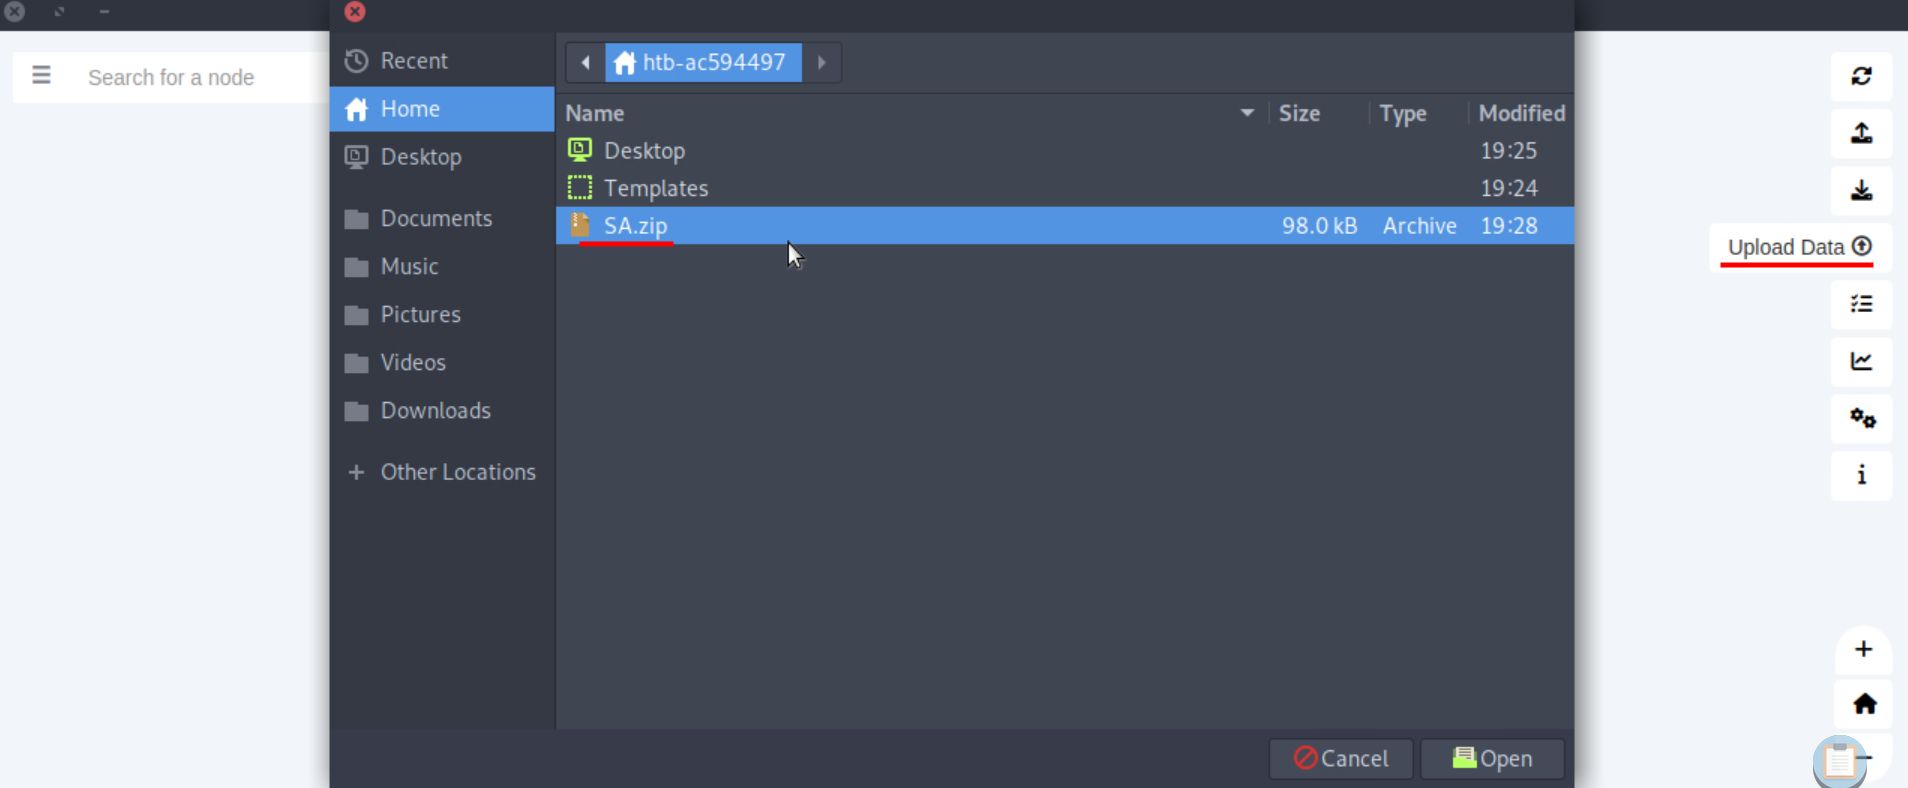 Search for a node
Recent
Home
Desktop
Documents
Music
Pictures
Videos
Downloads
Other Locations
htb-ac594497
Name Size Type Modified
Desktop 19:25
Templates 19:24
SA.zip 98.0 kB Archive 19:28
Cancel Open
Upload Data